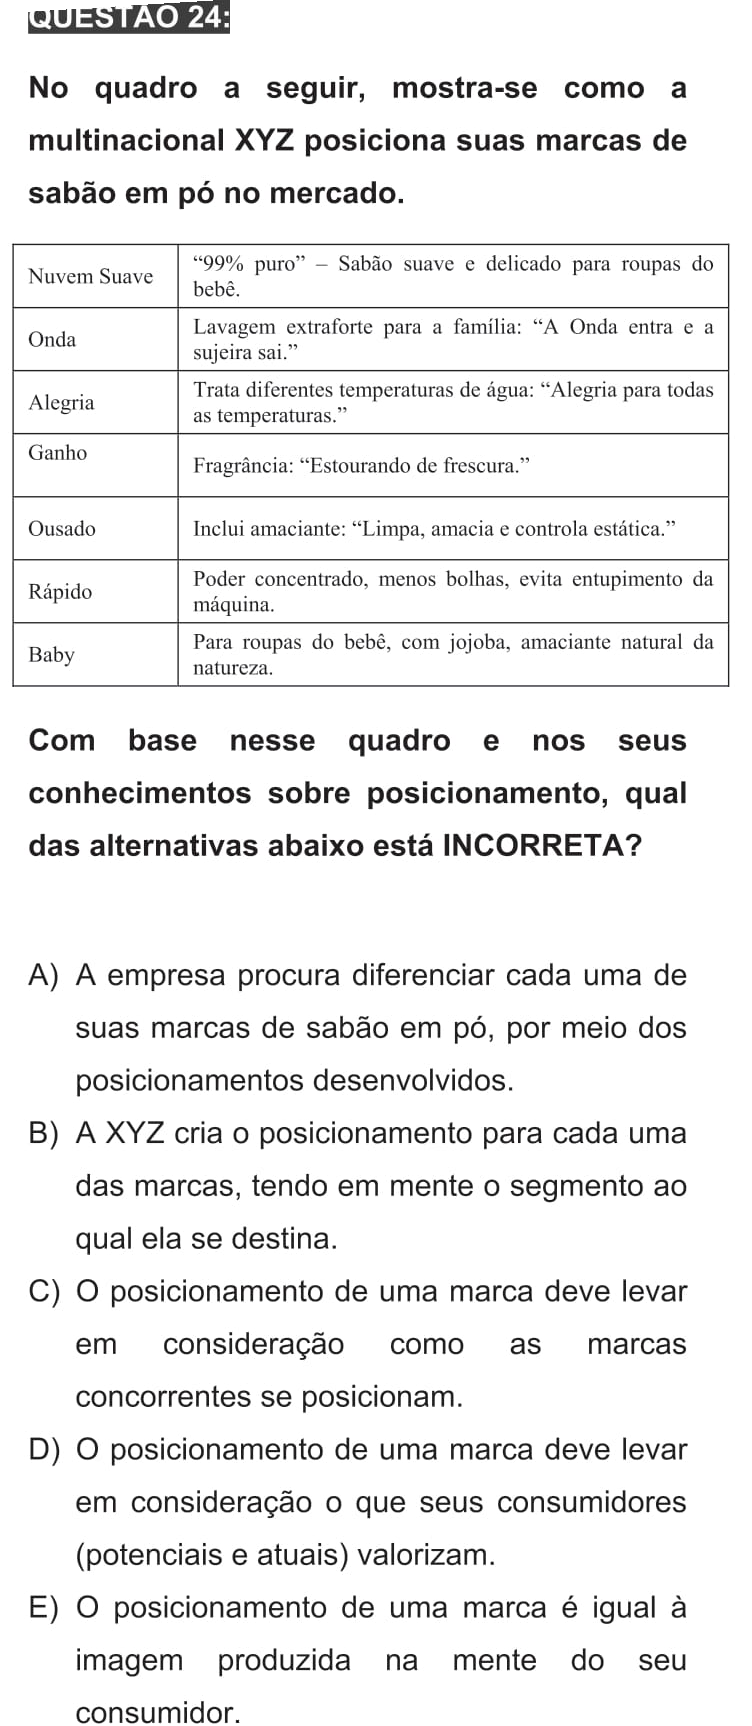 QUESTÃO 24:
No quadro a seguir, mostra-se como a
multinacional XYZ posiciona suas marcas de
sabão em pó no mercado.
Nuvem Suave
“99% puro” – Sabão suave e delicado para roupas do
bebê.
Onda
Lavagem extraforte para a família: “A Onda entra e a
sujeira sai.”
Alegria
Trata diferentes temperaturas de água: “Alegria para todas
as temperaturas.”
Ganho
Fragrância: “Estourando de frescura.”
Ousado
Inclui amaciante: “Limpa, amacia e controla estática.”
Rápido
Poder concentrado, menos bolhas, evita entupimento da
máquina.
Baby
Para roupas do bebê, com jojoba, amaciante natural da
natureza.
Com base nesse quadro e nos seus
conhecimentos sobre posicionamento, qual
das alternativas abaixo está INCORRETA?
A) A empresa procura diferenciar cada uma de
suas marcas de sabão em pó, por meio dos
posicionamentos desenvolvidos.
B) A XYZ cria o posicionamento para cada uma
das marcas, tendo em mente o segmento ao
qual ela se destina.
C) O posicionamento de uma marca deve levar
em consideração como as marcas
concorrentes se posicionam.
D) O posicionamento de uma marca deve levar
em consideração o que seus consumidores
(potenciais e atuais) valorizam.
E) O posicionamento de uma marca é igual à
imagem produzida na mente do seu
consumidor.